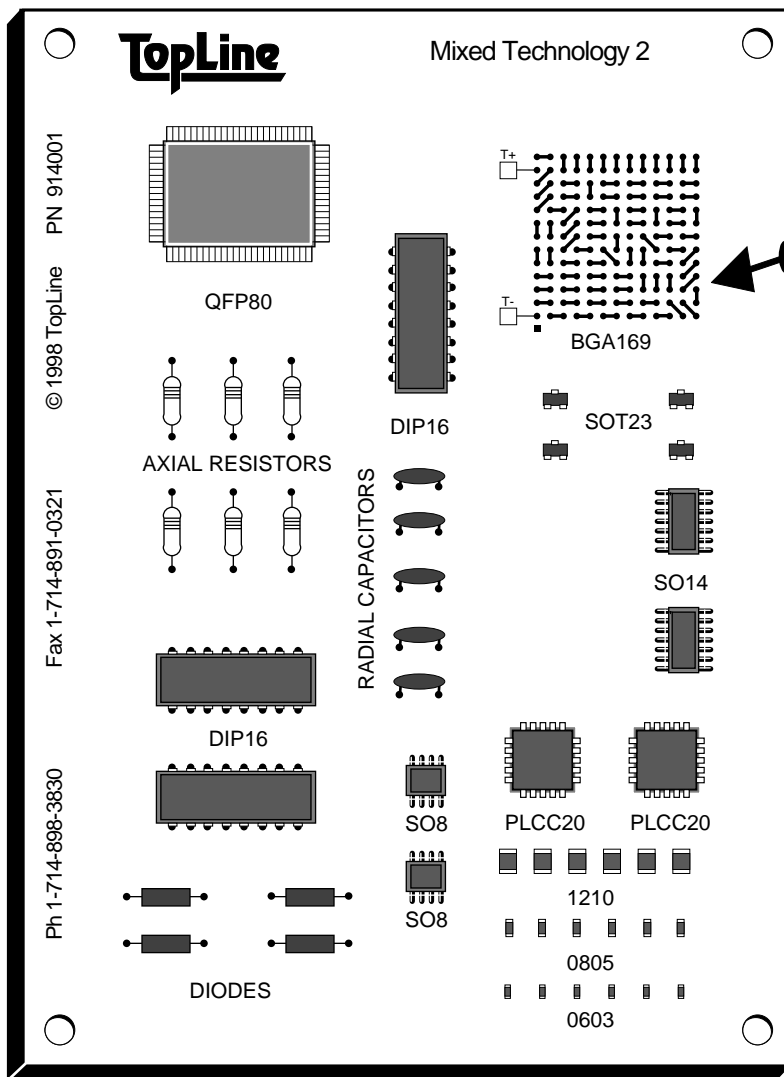 TopLine
Mixed Technology 2
PN 914001
© 1998 TopLine
Fax 1-714-891-0321
Ph 1-714-898-3830
T+
QFP80
T-
BGA169
DIP16
SOT23
AXIAL RESISTORS
RADIAL CAPACITORS
SO14
DIP16
SO8
PLCC20
PLCC20
1210
SO8
0805
DIODES
0603